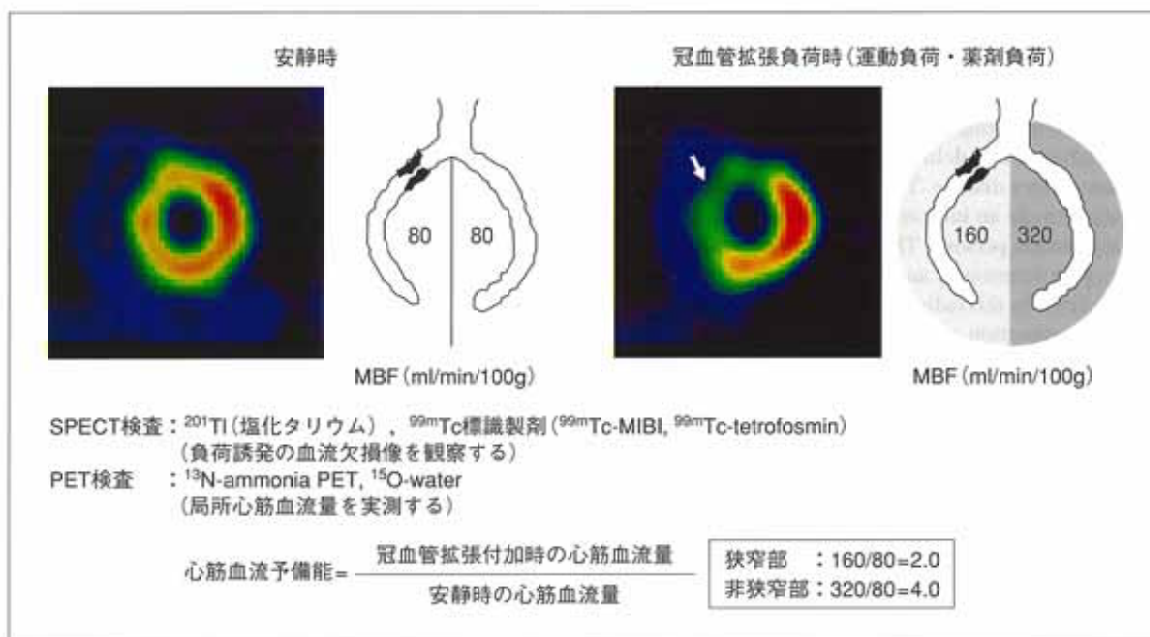 安静時
冠血管拡張負荷時(運動負荷・薬剤負荷)
80 80
160 320
MBF(ml/min/100g)
MBF(ml/min/100g)
SPECT検査:²⁰¹Tl(塩化タリウム),⁹⁹ᵐTc標識製剤(⁹⁹ᵐTc-MIBI, ⁹⁹ᵐTc-tetrofosmin)
(負荷誘発の血流欠損像を観察する)
PET検査 :¹³N-ammonia PET, ¹⁵O-water
(局所心筋血流量を実測する)
心筋血流予備能=
冠血管拡張付加時の心筋血流量
安静時の心筋血流量
狭窄部 :160/80=2.0
非狭窄部:320/80=4.0